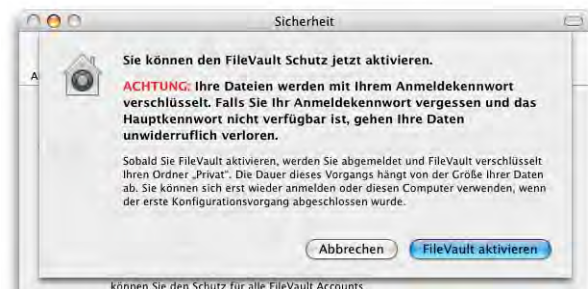 Sicherheit
A
Sie können den FileVault Schutz jetzt aktivieren.
ACHTUNG: Ihre Dateien werden mit Ihrem Anmeldekennwort
verschlüsselt. Falls Sie Ihr Anmeldekennwort vergessen und das
Hauptkennwort nicht verfügbar ist, gehen Ihre Daten
unwiderruflich verloren.
Sobald Sie FileVault aktivieren, werden Sie abgemeldet und FileVault verschlüsselt
Ihren Ordner „Privat“. Die Dauer dieses Vorgangs hängt von der Größe Ihrer Daten
ab. Sie können sich erst wieder anmelden oder diesen Computer verwenden, wenn
der erste Konfigurationsvorgang abgeschlossen wurde.
Abbrechen
FileVault aktivieren
können Sie den Schutz für alle FileVault Accounts